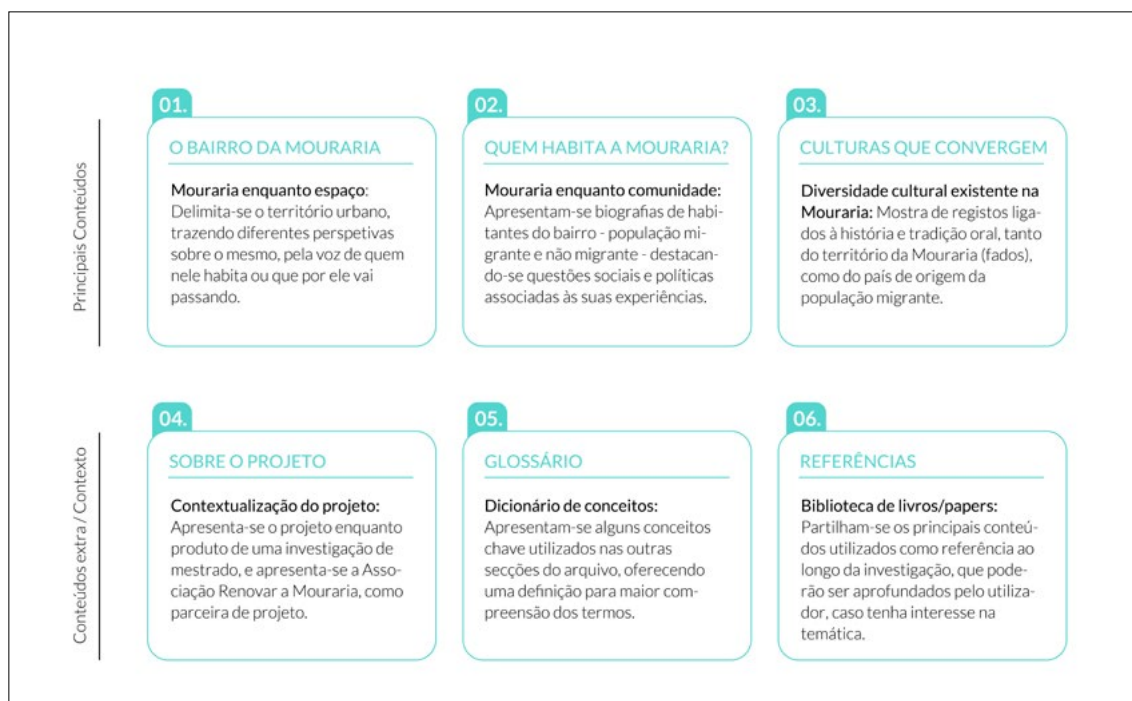 Principais Conteúdos
01.
O BAIRRO DA MOURARIA
Mouraria enquanto espaço:
Delimita-se o território urbano,
trazendo diferentes perspetivas
sobre o mesmo, pela voz de quem
nele habita ou que por ele vai
passando.
02.
QUEM HABITA A MOURARIA?
Mouraria enquanto comunidade:
Apresentam-se biografias de habi-
tantes do bairro - população mi-
grante e não migrante - destacan-
do-se questões sociais e políticas
associadas às suas experiências.
03.
CULTURAS QUE CONVERGEM
Diversidade cultural existente na
Mouraria: Mostra de registos liga-
dos à história e tradição oral, tanto
do território da Mouraria (fados),
como do país de origem da
população migrante.
Conteúdos extra / Contexto
04.
SOBRE O PROJETO
Contextualização do projeto:
Apresenta-se o projeto enquanto
produto de uma investigação de
mestrado, e apresenta-se a Asso-
ciação Renovar a Mouraria, como
parceira de projeto.
05.
GLOSSÁRIO
Dicionário de conceitos:
Apresentam-se alguns conceitos
chave utilizados nas outras
secções do arquivo, oferecendo
uma definição para maior com-
preensão dos termos.
06.
REFERÊNCIAS
Biblioteca de livros/papers:
Partilham-se os principais conteú-
dos utilizados como referência ao
longo da investigação, que pode-
rão ser aprofundados pelo utiliza-
dor, caso tenha interesse na
temática.